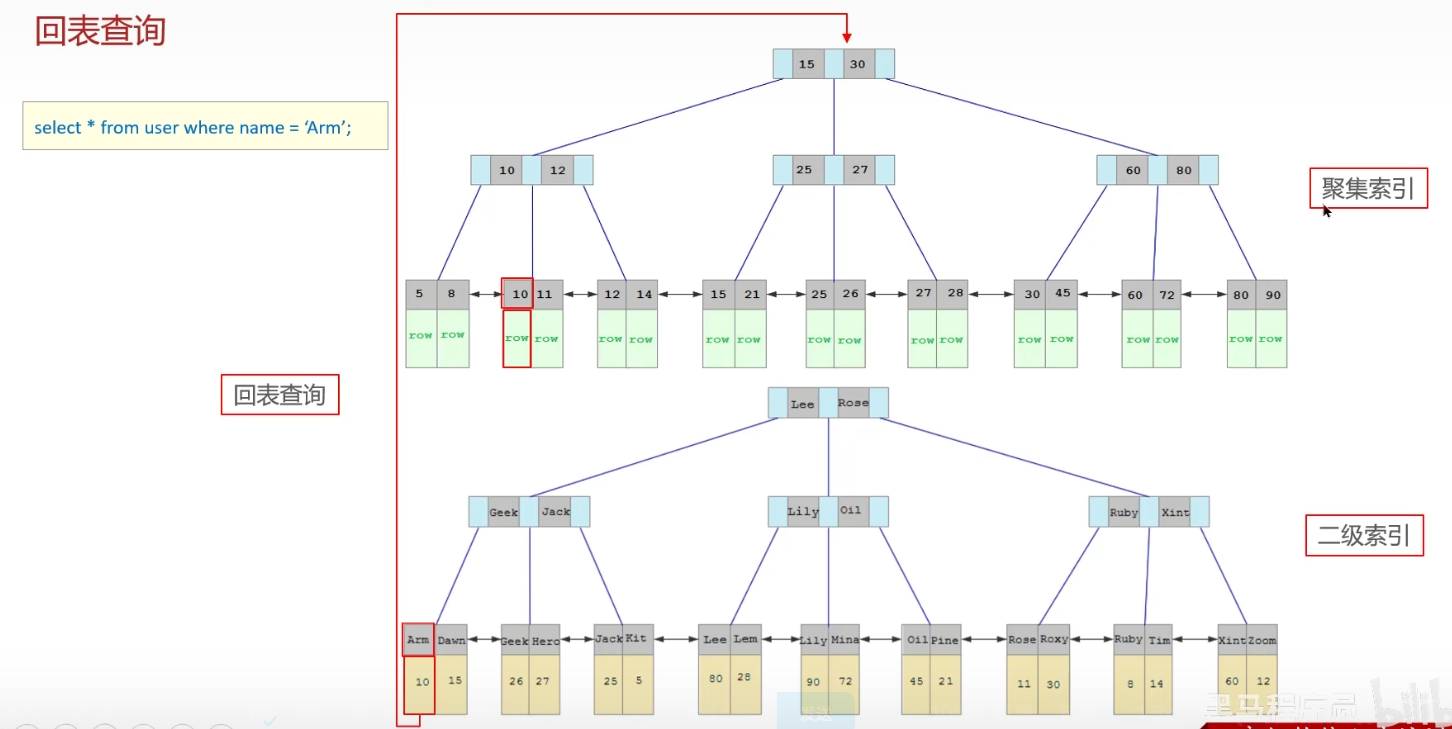 回表查询
select * from user where name = ‘Arm’;
15 30
10 12
25 27
60 80
聚集索引
5 8 10 11 12 14 15 21 25 26 27 28 30 45 60 72 80 90
row row row row row row row row row row row row row row row row row row
回表查询
Lee Rose
Geek Jack
Lily Oil
Ruby Xint
二级索引
Arm Dawn Geek Hero Jack Kit Lee Lem Lily Mina Oil Pine Rose Roxy Ruby Tim Xint Zoom
10 15 26 27 25 5 80 28 90 72 45 21 11 30 8 14 60 12
发送
黑马程序员
bilibili